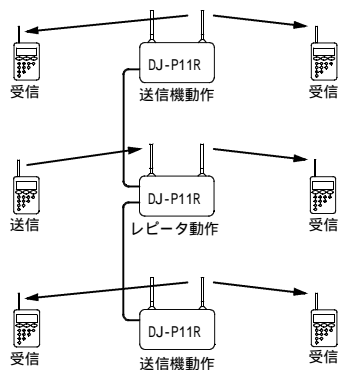 DJ-P11R
受信
送信機動作
受信
DJ-P11R
送信
レピータ動作
受信
DJ-P11R
受信
送信機動作
受信